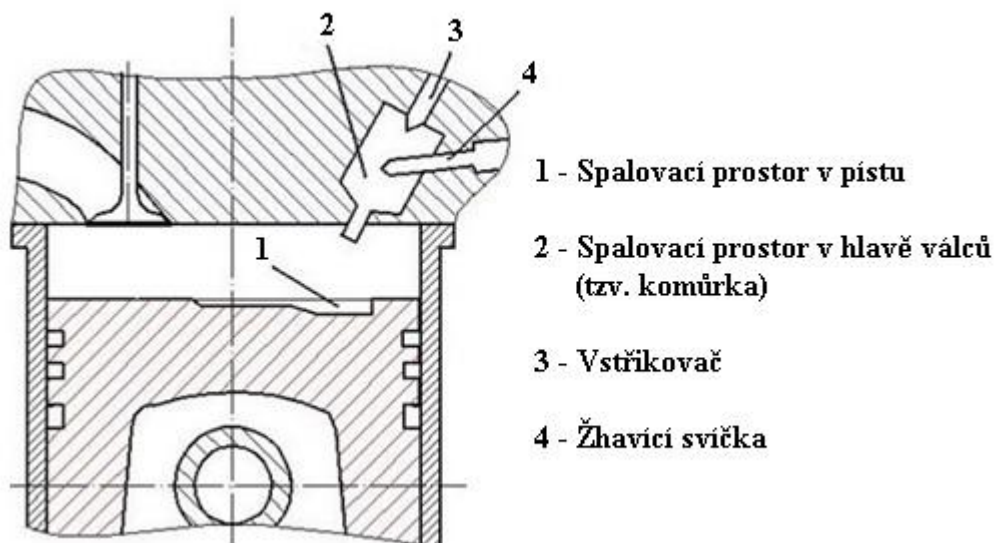 2
3
4
1
1 - Spalovací prostor v pístu
2 - Spalovací prostor v hlavě válců
(tzv. komůrka)
3 - Vstřikovač
4 - Žhavící svíčka